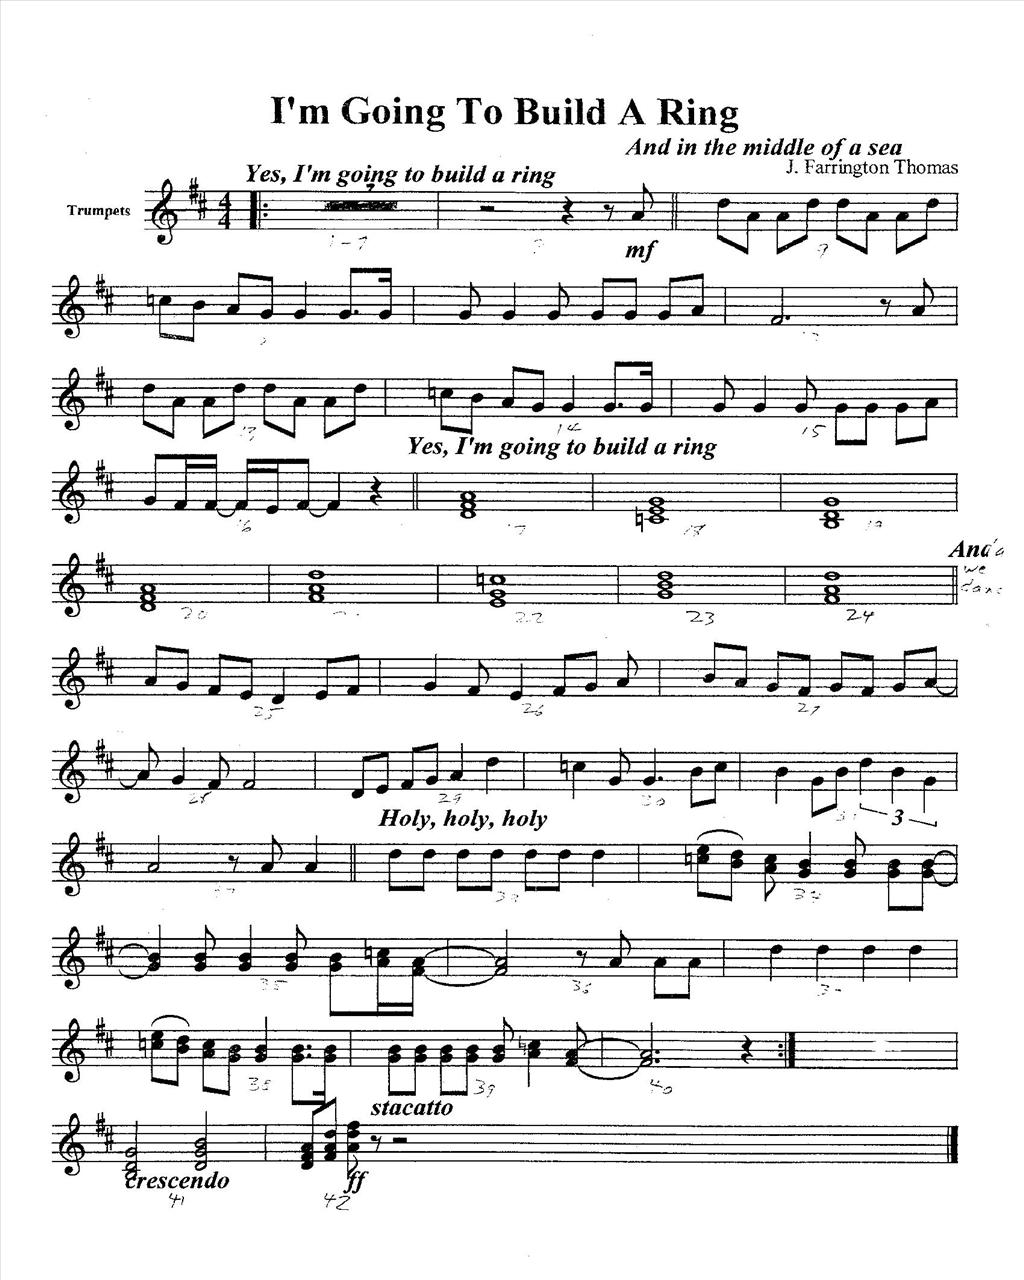 I'm Going To Build A Ring
And in the middle of a sea
J. Farrington Thomas
Yes, I'm going to build a ring
Trumpets
7
4
4
1-7
mf
9
13
14
15
Yes, I'm going to build a ring
16
17
18
19
And a
we
20
22
23
24
25
26
27
28
29
30
31
3
Holy, holy, holy
33
34
35
36
38
39
40
stacatto
crescendo
ff
41
42